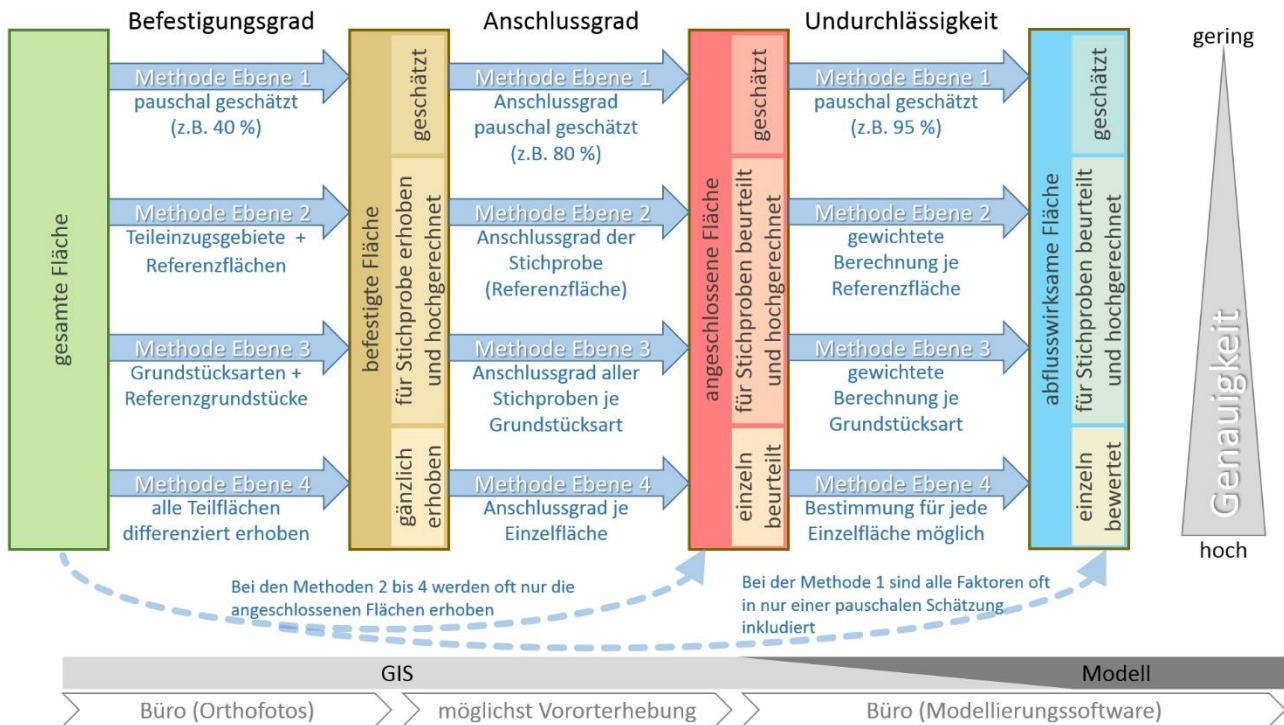 Befestigungsgrad
Anschlussgrad
Undurchlässigkeit
gesamte Fläche
Methode Ebene 1
pauschal geschätzt
(z.B. 40 %)
Methode Ebene 2
Teileinzugsgebiete +
Referenzflächen
Methode Ebene 3
Grundstücksarten +
Referenzgrundstücke
Methode Ebene 4
alle Teilflächen
differenziert erhoben
befestigte Fläche
geschätzt
für Stichprobe erhoben
und hochgerechnet
gänzlich
erhoben
Methode Ebene 1
Anschlussgrad
pauschal geschätzt
(z.B. 80 %)
Methode Ebene 2
Anschlussgrad der
Stichprobe
(Referenzfläche)
Methode Ebene 3
Anschlussgrad aller
Stichproben je
Grundstücksart
Methode Ebene 4
Anschlussgrad je
Einzelfläche
angeschlossene Fläche
geschätzt
für Stichproben beurteilt
und hochgerechnet
einzeln
beurteilt
Methode Ebene 1
pauschal geschätzt
(z.B. 95 %)
Methode Ebene 2
gewichtete
Berechnung je
Referenzfläche
Methode Ebene 3
gewichtete
Berechnung je
Grundstücksart
Methode Ebene 4
Bestimmung für jede
Einzelfläche möglich
abflusswirksame Fläche
geschätzt
für Stichproben beurteilt
und hochgerechnet
einzeln
bewertet
gering
Genauigkeit
hoch
Bei den Methoden 2 bis 4 werden oft nur die
angeschlossenen Flächen erhoben
Bei der Methode 1 sind alle Faktoren oft
in nur einer pauschalen Schätzung
inkludiert
GIS
Modell
Büro (Orthofotos)
möglichst Vororterhebung
Büro (Modellierungssoftware)